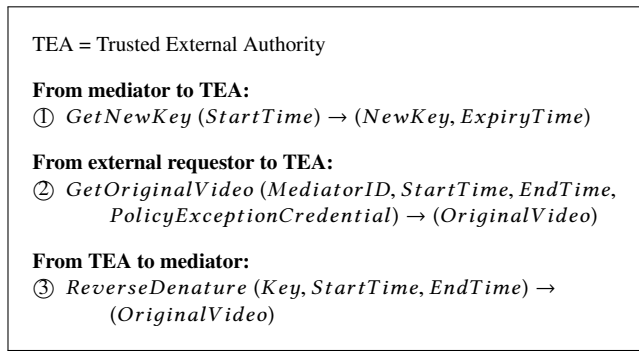 TEA = Trusted External Authority
From mediator to TEA:
① GetNewKey (StartTime) → (NewKey, ExpiryTime)
From external requestor to TEA:
② GetOriginalVideo (MediatorID, StartTime, EndTime,
PolicyExceptionCredential) → (OriginalVideo)
From TEA to mediator:
③ ReverseDenature (Key, StartTime, EndTime) →
(OriginalVideo)